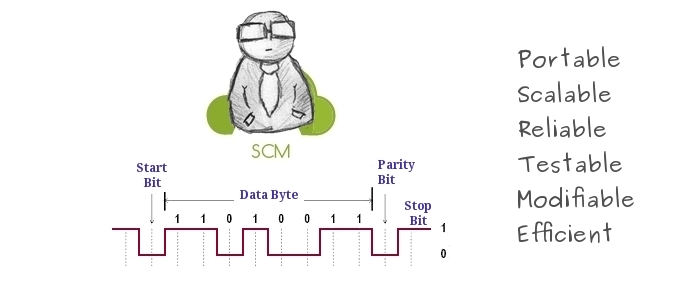 SCM
Start Bit
Data Byte
Parity Bit
Stop Bit
1 1 0 1 0 0 1 1
1
0
Portable
Scalable
Reliable
Testable
Modifiable
Efficient